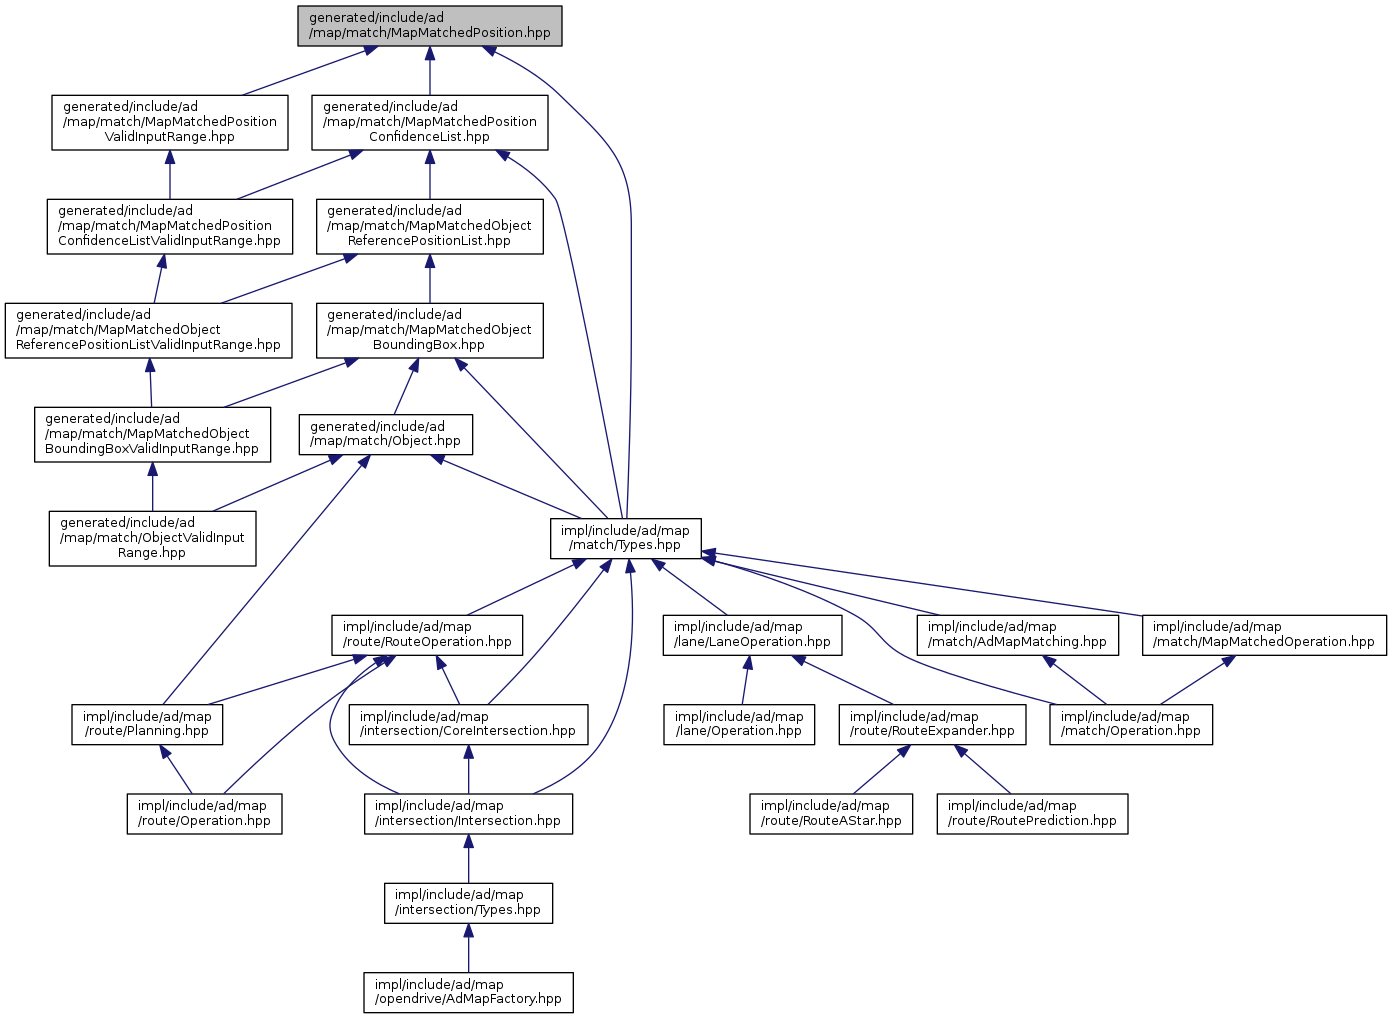 generated/include/ad
/map/match/MapMatchedPosition.hpp
generated/include/ad
/map/match/MapMatchedPosition
ValidInputRange.hpp
generated/include/ad
/map/match/MapMatchedPosition
ConfidenceList.hpp
generated/include/ad
/map/match/MapMatchedPosition
ConfidenceListValidInputRange.hpp
generated/include/ad
/map/match/MapMatchedObject
ReferencePositionList.hpp
generated/include/ad
/map/match/MapMatchedObject
ReferencePositionListValidInputRange.hpp
generated/include/ad
/map/match/MapMatchedObject
BoundingBox.hpp
generated/include/ad
/map/match/MapMatchedObject
BoundingBoxValidInputRange.hpp
generated/include/ad
/map/match/Object.hpp
generated/include/ad
/map/match/ObjectValidInput
Range.hpp
impl/include/ad/map
/match/Types.hpp
impl/include/ad/map
/route/RouteOperation.hpp
impl/include/ad/map
/lane/LaneOperation.hpp
impl/include/ad/map
/match/AdMapMatching.hpp
impl/include/ad/map
/match/MapMatchedOperation.hpp
impl/include/ad/map
/route/Planning.hpp
impl/include/ad/map
/intersection/CoreIntersection.hpp
impl/include/ad/map
/lane/Operation.hpp
impl/include/ad/map
/route/RouteExpander.hpp
impl/include/ad/map
/match/Operation.hpp
impl/include/ad/map
/route/Operation.hpp
impl/include/ad/map
/intersection/Intersection.hpp
impl/include/ad/map
/route/RouteAStar.hpp
impl/include/ad/map
/route/RoutePrediction.hpp
impl/include/ad/map
/intersection/Types.hpp
impl/include/ad/map
/opendrive/AdMapFactory.hpp